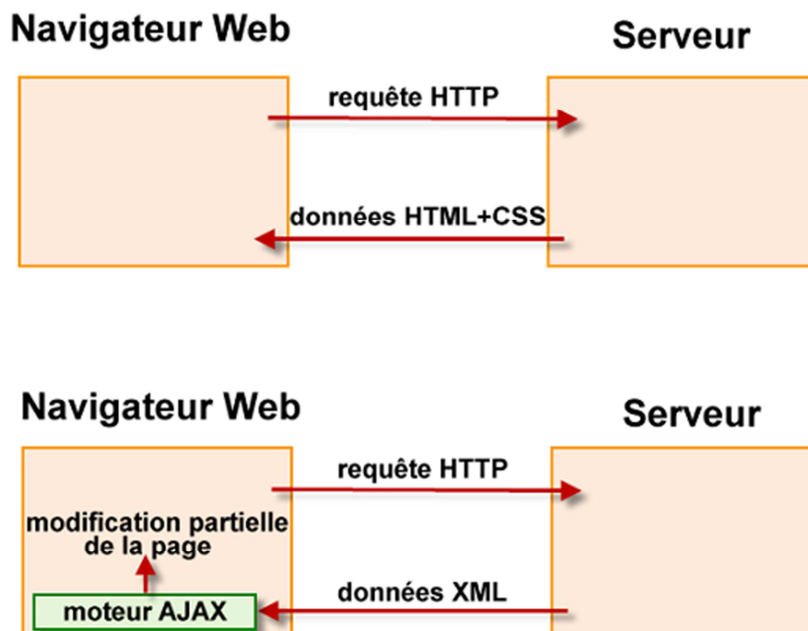 Navigateur Web
Serveur
requête HTTP
données HTML+CSS
Navigateur Web
Serveur
requête HTTP
modification partielle
de la page
données XML
moteur AJAX